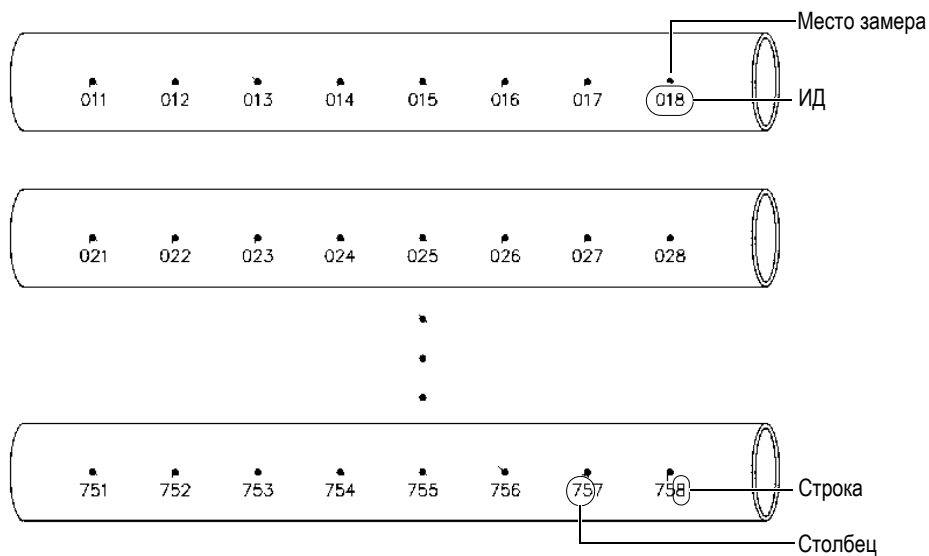 Место замера
011 012 013 014 015 016 017 018
ИД
021 022 023 024 025 026 027 028
751 752 753 754 755 756 757 758
Строка
Столбец